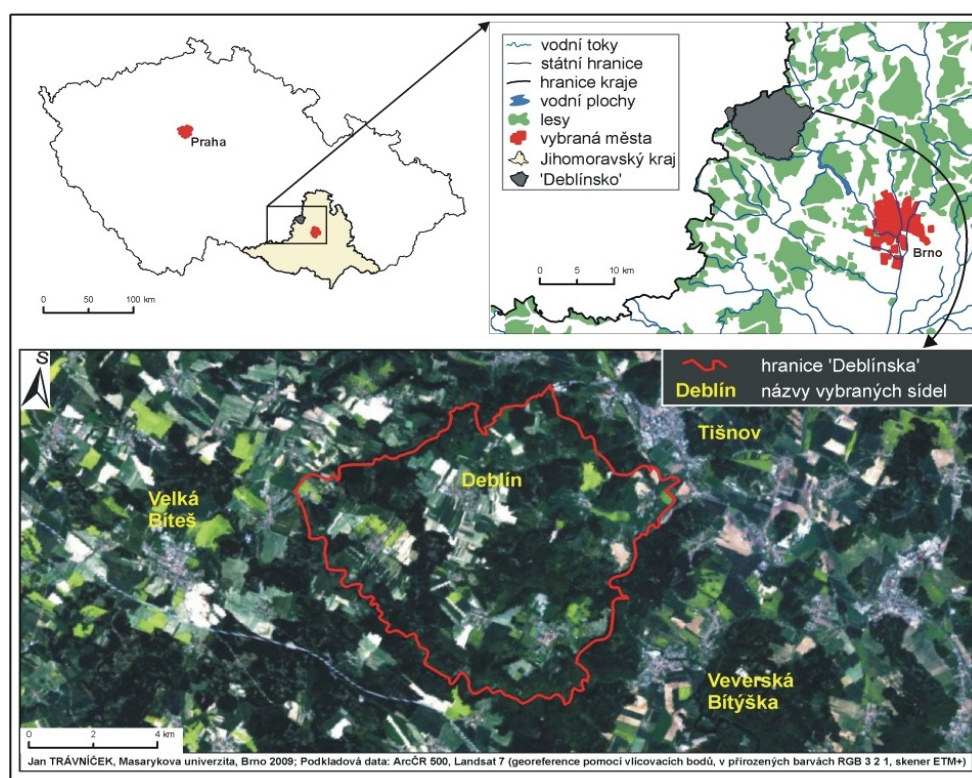 Praha
0 50 100 km
vodní toky
státní hranice
hranice kraje
vodní plochy
lesy
vybraná města
Jihomoravský kraj
'Deblínsko'
0 5 10 km
Brno
S
hranice 'Deblínska'
Deblín názvy vybraných sídel
Tišnov
Deblín
Velká
Bíteš
Veverská
Bítýška
0 2 4 km
Jan TRÁVNÍČEK, Masarykova univerzita, Brno 2009; Podkladová data: ArcČR 500, Landsat 7 (georeference pomocí vlícovacích bodů, v přirozených barvách RGB 3 2 1, skener ETM+)